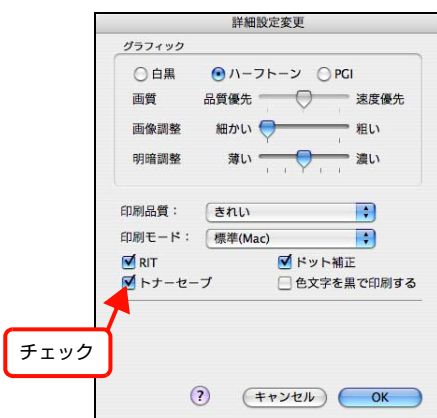 詳細設定変更
グラフィック
白黒 ハーフトーン PGI
画質 品質優先 速度優先
画像調整 細かい 粗い
明暗調整 薄い 濃い
印刷品質： きれい
印刷モード： 標準(Mac)
RIT ドット補正
トナーセーブ 色文字を黒で印刷する
チェック
? キャンセル OK